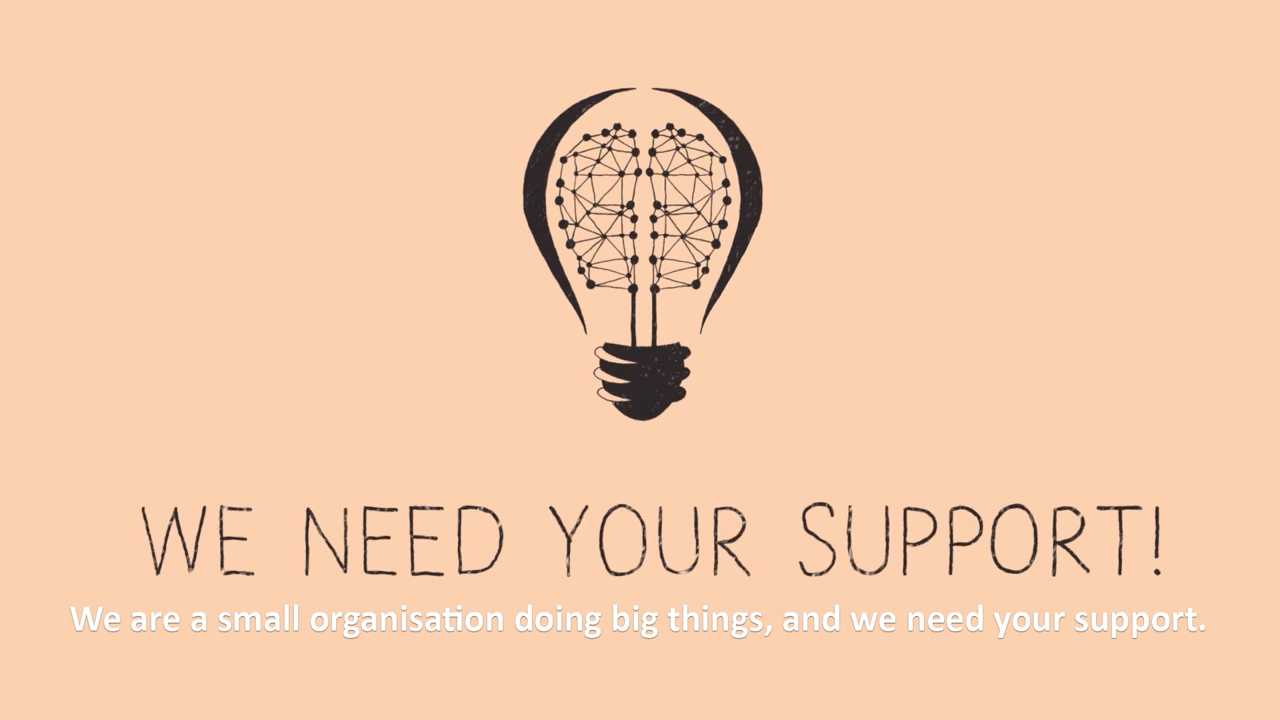 WE NEED YOUR SUPPORT!
We are a small organisation doing big things, and we need your support.